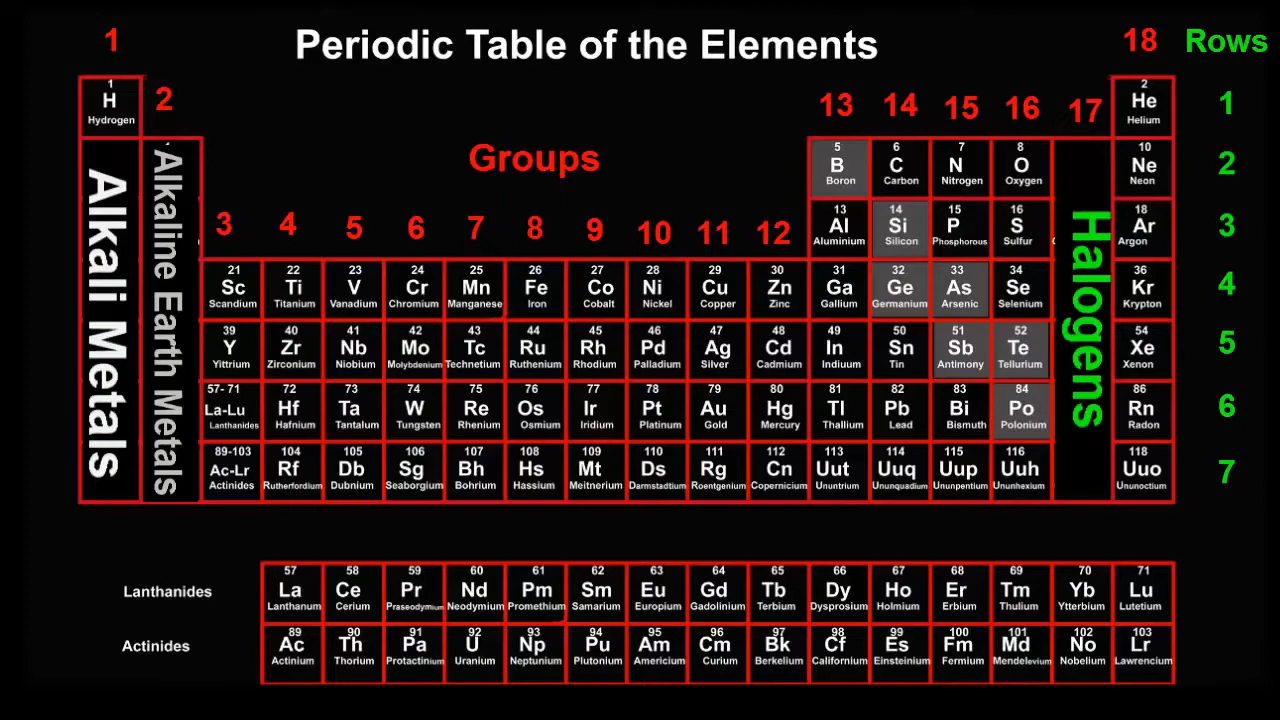 1 Periodic Table of the Elements 18 Rows
1 H Hydrogen 2 13 14 15 16 17 2 He Helium 1
Alkali Metals
Alkaline Earth Metals
Groups
Halogens
5 B Boron 6 C Carbon 7 N Nitrogen 8 O Oxygen 10 Ne Neon 2
3 4 5 6 7 8 9 10 11 12
13 Al Aluminium 14 Si Silicon 15 P Phosphorous 16 S Sulfur 18 Ar Argon 3
21 Sc Scandium 22 Ti Titanium 23 V Vanadium 24 Cr Chromium 25 Mn Manganese 26 Fe Iron 27 Co Cobalt 28 Ni Nickel 29 Cu Copper 30 Zn Zinc 31 Ga Gallium 32 Ge Germanium 33 As Arsenic 34 Se Selenium 36 Kr Krypton 4
39 Y Yittrium 40 Zr Zirconium 41 Nb Niobium 42 Mo Molybdenium 43 Tc Technetium 44 Ru Ruthenium 45 Rh Rhodium 46 Pd Palladium 47 Ag Silver 48 Cd Cadmium 49 In Indiuum 50 Sn Tin 51 Sb Antimony 52 Te Tellurium 54 Xe Xenon 5
57- 71 La-Lu Lanthanides 72 Hf Hafnium 73 Ta Tantalum 74 W Tungsten 75 Re Rhenium 76 Os Osmium 77 Ir Iridium 78 Pt Platinum 79 Au Gold 80 Hg Mercury 81 Tl Thallium 82 Pb Lead 83 Bi Bismuth 84 Po Polonium 86 Rn Radon 6
89-103 Ac-Lr Actinides 104 Rf Rutherfordium 105 Db Dubnium 106 Sg Seaborgium 107 Bh Bohrium 108 Hs Hassium 109 Mt Meitnerium 110 Ds Darmstadtium 111 Rg Roentgenium 112 Cn Copernicium 113 Uut Ununtrium 114 Uuq Ununquadium 115 Uup Ununpentium 116 Uuh Ununhexium 118 Uuo Ununoctium 7
Lanthanides 57 La Lanthanum 58 Ce Cerium 59 Pr Praseodymium 60 Nd Neodymium 61 Pm Promethium 62 Sm Samarium 63 Eu Europium 64 Gd Gadolinium 65 Tb Terbium 66 Dy Dysprosium 67 Ho Holmium 68 Er Erbium 69 Tm Thulium 70 Yb Ytterbium 71 Lu Lutetium
Actinides 89 Ac Actinium 90 Th Thorium 91 Pa Protactinium 92 U Uranium 93 Np Neptunium 94 Pu Plutonium 95 Am Americium 96 Cm Curium 97 Bk Berkelium 98 Cf Californium 99 Es Einsteinium 100 Fm Fermium 101 Md Mendelevium 102 No Nobelium 103 Lr Lawrencium